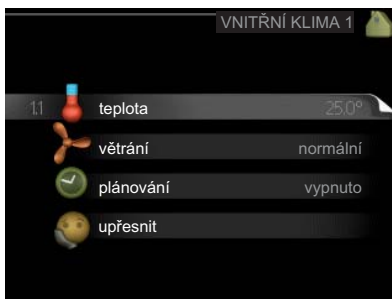 VNITŘNÍ KLIMA 1
1.1 teplota 25.0°
větrání normální
plánování vypnuto
upřesnit